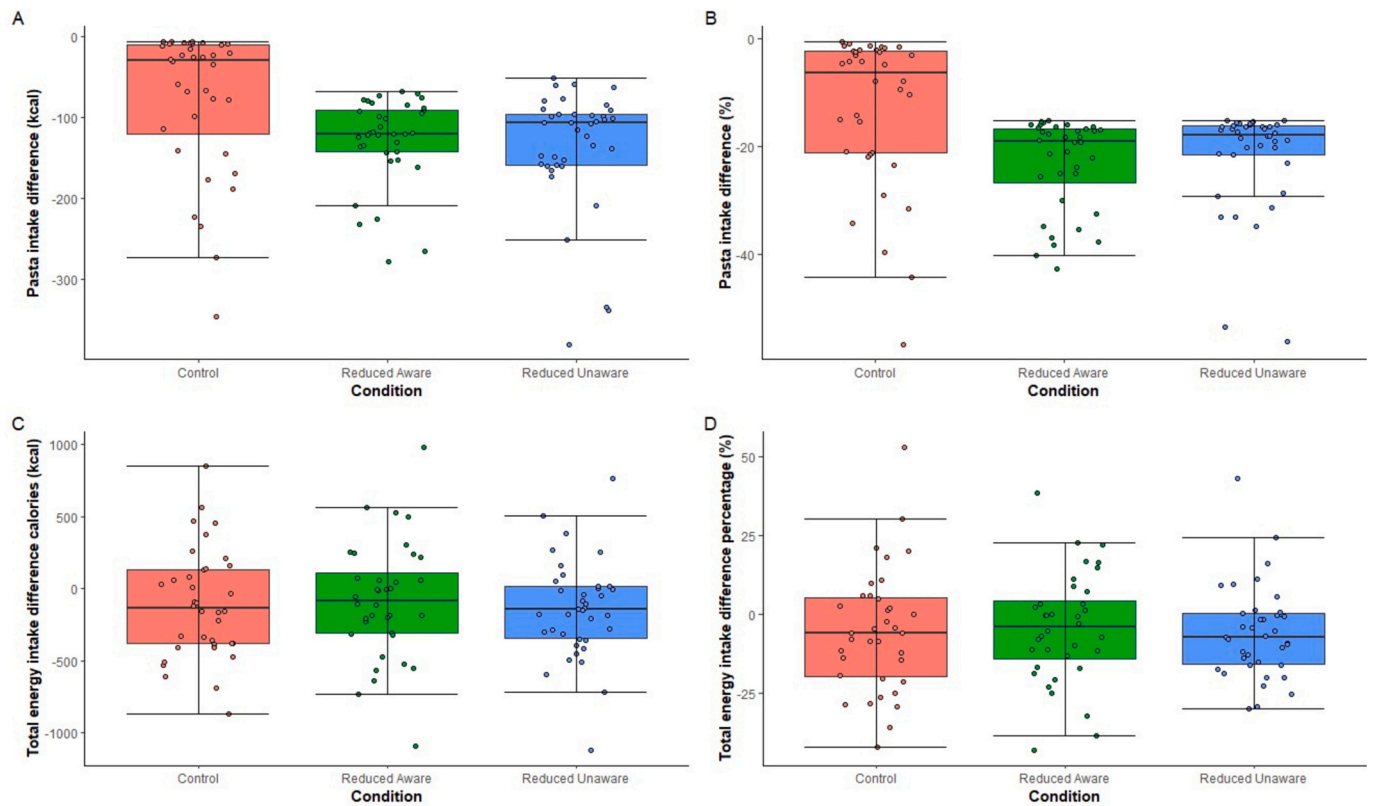 A
Pasta intake difference (kcal)
0
-100
-200
-300
Control
Reduced Aware
Reduced Unaware
Condition
B
Pasta intake difference (%)
0
-20
-40
Control
Reduced Aware
Reduced Unaware
Condition
C
Total energy intake difference calories (kcal)
1000
500
0
-500
-1000
Control
Reduced Aware
Reduced Unaware
Condition
D
Total energy intake difference percentage (%)
50
25
0
-25
Control
Reduced Aware
Reduced Unaware
Condition